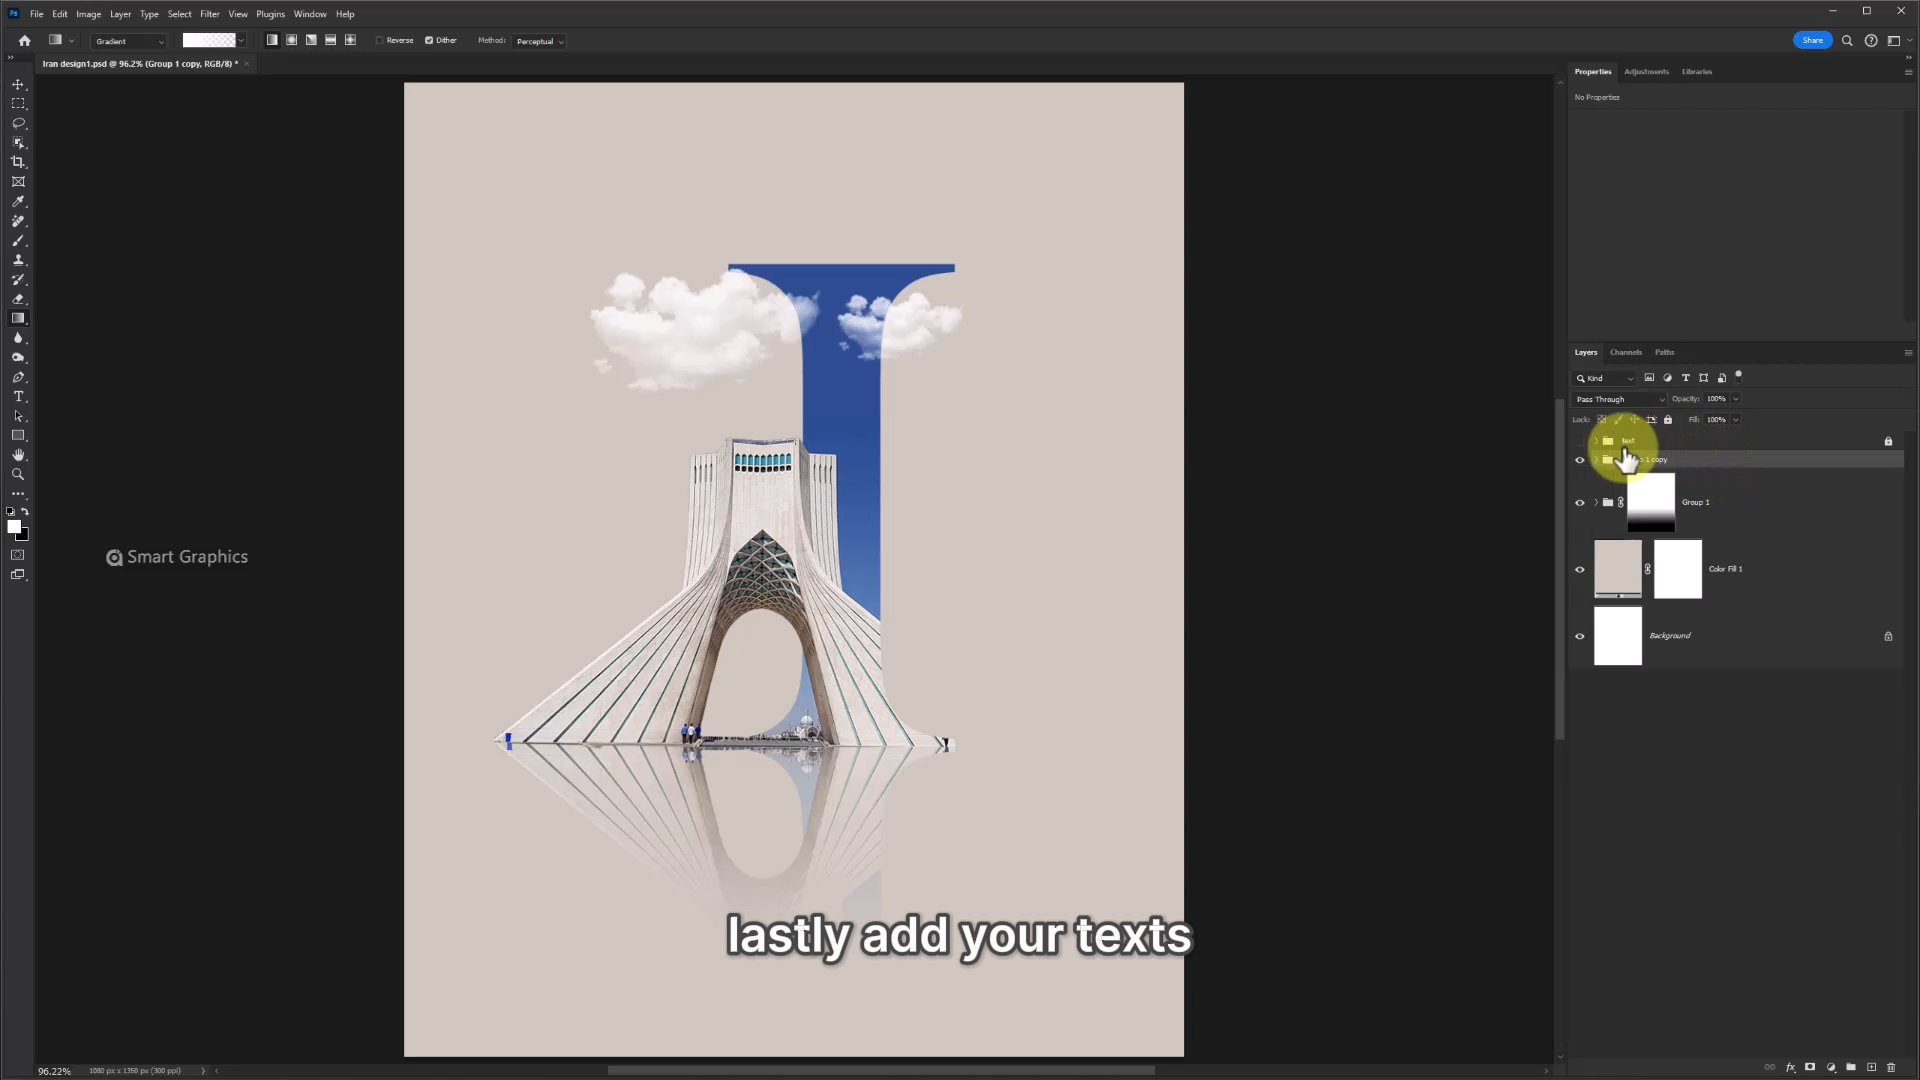 File Edit Image Layer Type Select Filter View Plugins Window Help
Gradient Reverse Dither Method: Perceptual Share
Iran design1.psd @ 96.2% (Group 1 copy, RGB/8) *
Properties Adjustments Libraries
No Properties
Layers Channels Paths
Kind
Pass Through Opacity: 100%
Lock: Fill: 100%
text
1 copy
Group 1
Smart Graphics
Color Fill 1
Background
lastly add your texts
96.22% 1080 px x 1350 px (300 ppi)